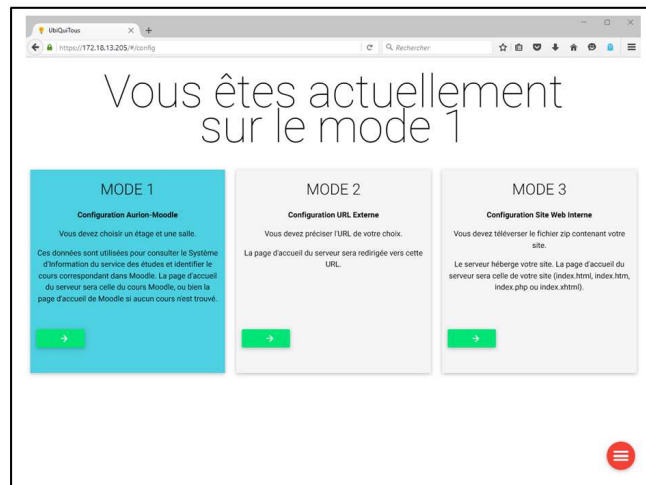 UbiQuiTous
https://172.18.13.205/#/config
Rechercher
Vous êtes actuellement
sur le mode 1
MODE 1
Configuration Aurion-Moodle
Vous devez choisir un étage et une salle.
Ces données sont utilisées pour consulter le Système
d'Information du service des études et identifier le
cours correspondant dans Moodle. La page d'accueil
du serveur sera celle du cours Moodle, ou bien la
page d'accueil de Moodle si aucun cours n'est trouvé.
MODE 2
Configuration URL Externe
Vous devez préciser l'URL de votre choix.
La page d'accueil du serveur sera redirigée vers cette
URL.
MODE 3
Configuration Site Web Interne
Vous devez téléverser le fichier zip contenant votre
site.
Le serveur héberge votre site. La page d'accueil du
serveur sera celle de votre site (index.html, index.htm,
index.php ou index.xhtml).